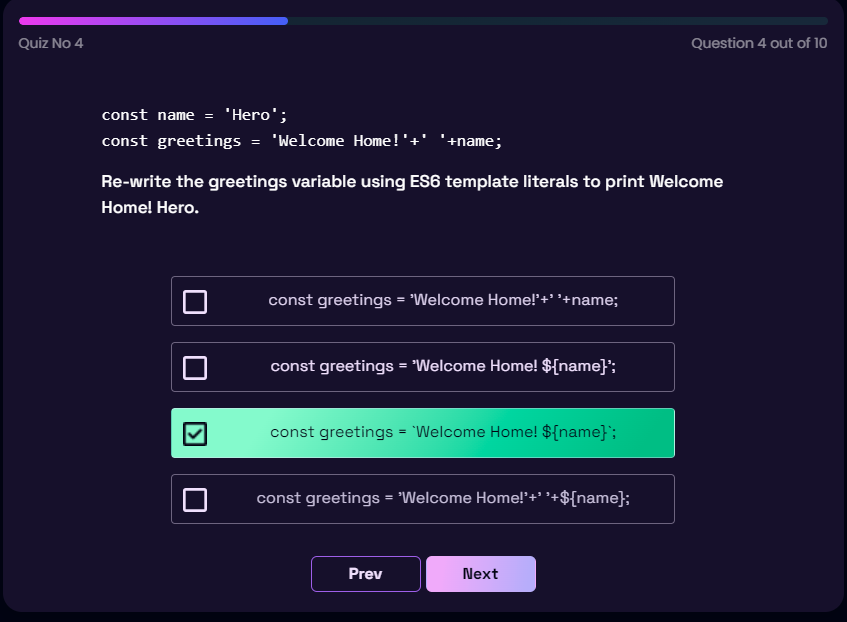 Quiz No 4
Question 4 out of 10
const name = 'Hero';
const greetings = 'Welcome Home!'+' '+name;
Re-write the greetings variable using ES6 template literals to print Welcome
Home! Hero.
const greetings = 'Welcome Home!'+' '+name;
const greetings = 'Welcome Home! ${name}';
const greetings = `Welcome Home! ${name}`;
const greetings = 'Welcome Home!'+' '+${name};
Prev
Next